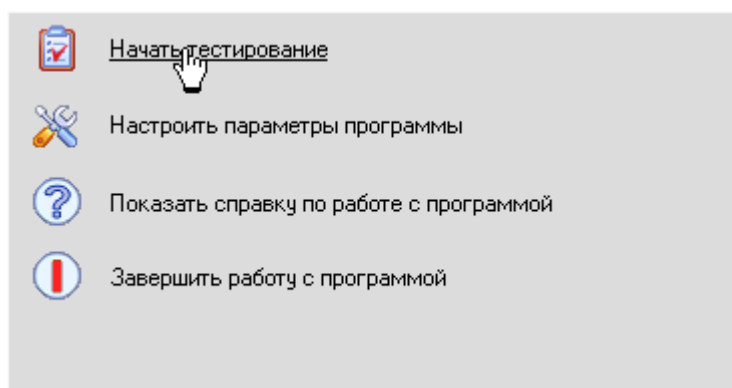 Начать тестирование
Настроить параметры программы
Показать справку по работе с программой
Завершить работу с программой